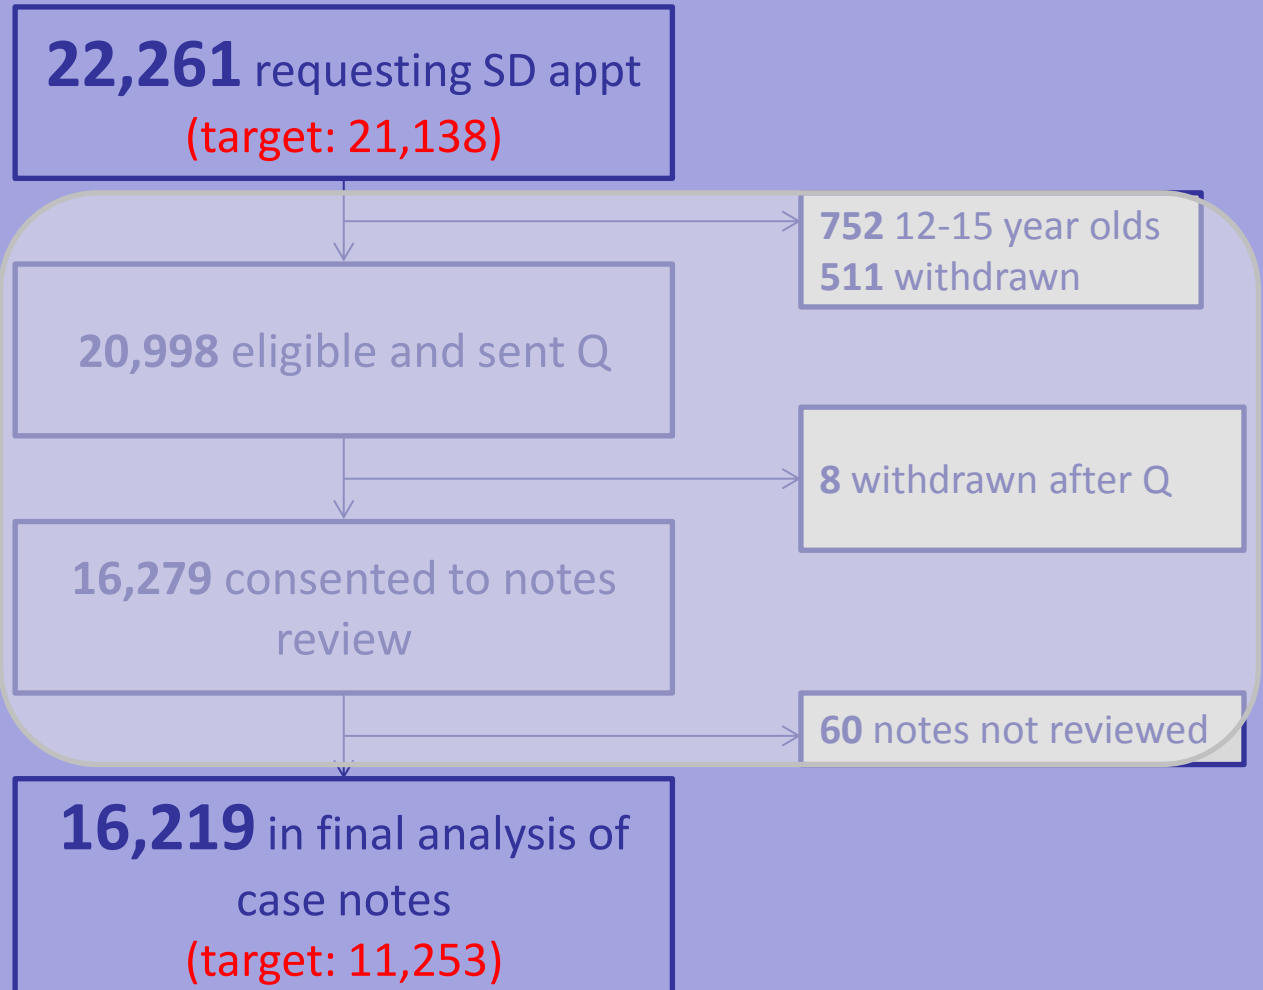 22,261 requesting SD appt
(target: 21,138)
752 12-15 year olds
511 withdrawn
20,998 eligible and sent Q
8 withdrawn after Q
16,279 consented to notes
review
60 notes not reviewed
16,219 in final analysis of
case notes
(target: 11,253)